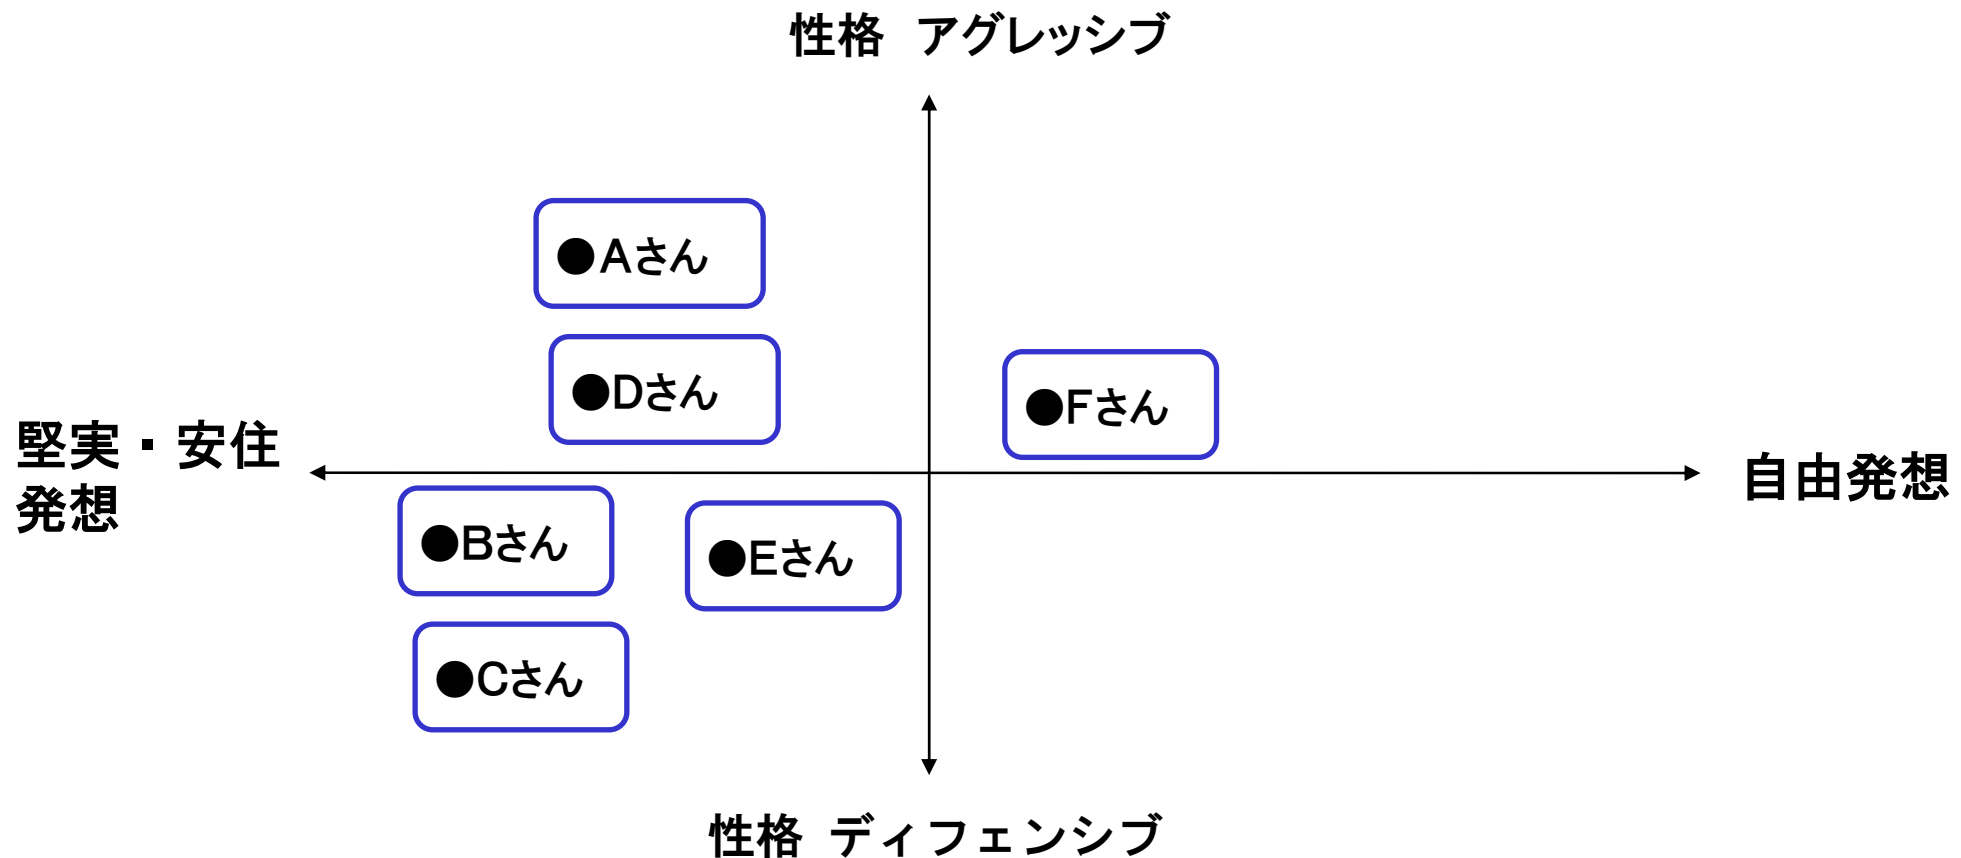 性格　アグレッシブ
●Aさん
●Dさん
●Fさん
堅実・安住
発想
自由発想
●Bさん
●Eさん
●Cさん
性格 ディフェンシブ